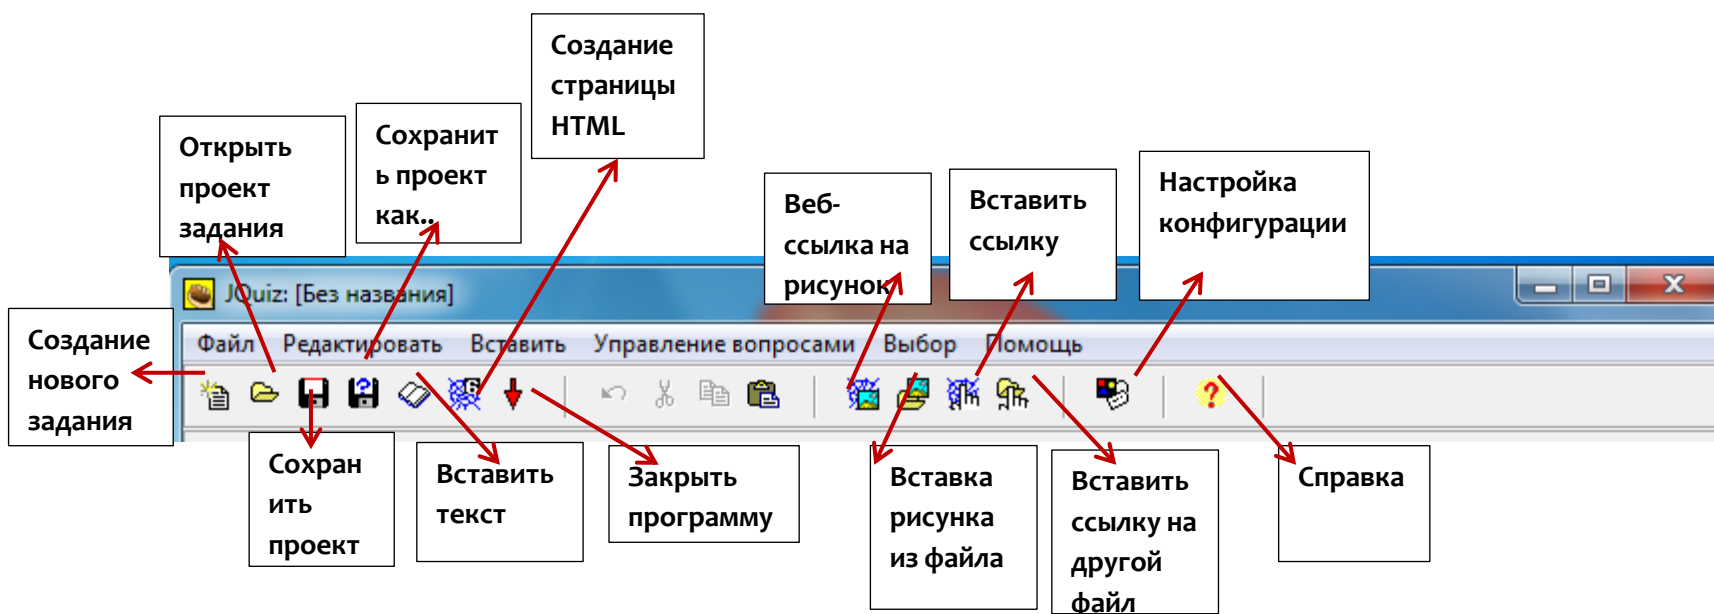 Создание
страницы
HTML
Открыть
проект
задания
Сохранит
ь проект
как..
Веб-
ссылка на
рисунок
Вставить
ссылку
Настройка
конфигурации
JQuiz: [Без названия]
Создание
нового
задания
Файл Редактировать Вставить Управление вопросами Выбор Помощь
Сохран
ить
проект
Вставить
текст
Закрыть
программу
Вставка
рисунка
из файла
Вставить
ссылку на
другой
файл
Справка